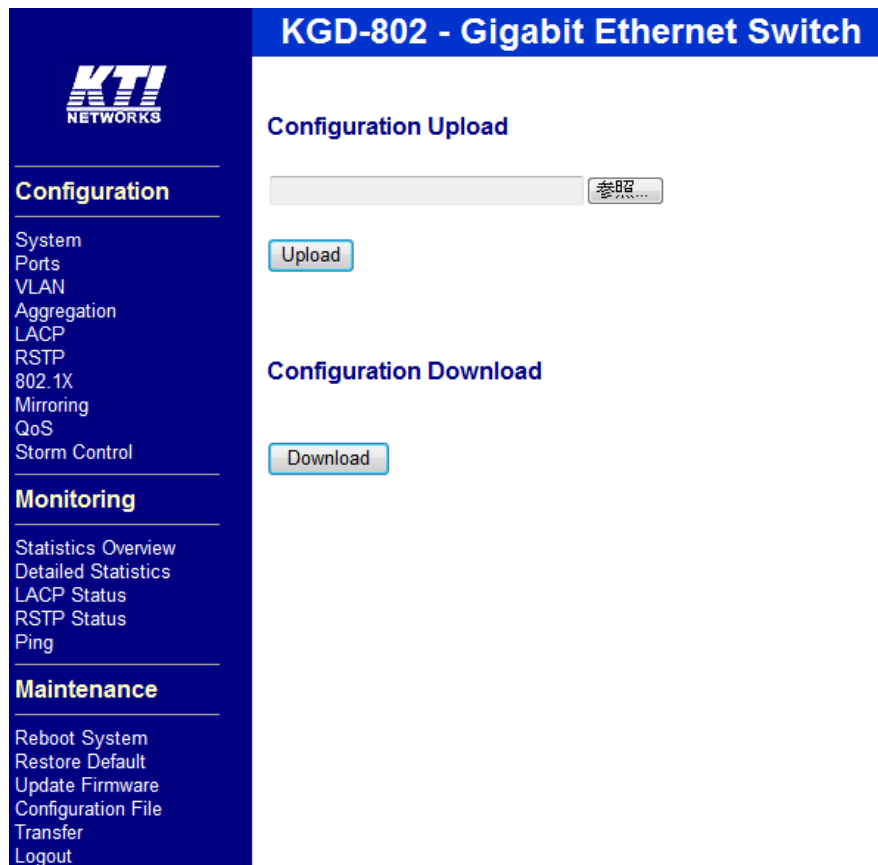 KGD-802 - Gigabit Ethernet Switch
KTI
NETWORKS
Configuration
System
Ports
VLAN
Aggregation
LACP
RSTP
802.1X
Mirroring
QoS
Storm Control
Monitoring
Statistics Overview
Detailed Statistics
LACP Status
RSTP Status
Ping
Maintenance
Reboot System
Restore Default
Update Firmware
Configuration File
Transfer
Logout
Configuration Upload
参照...
Upload
Configuration Download
Download